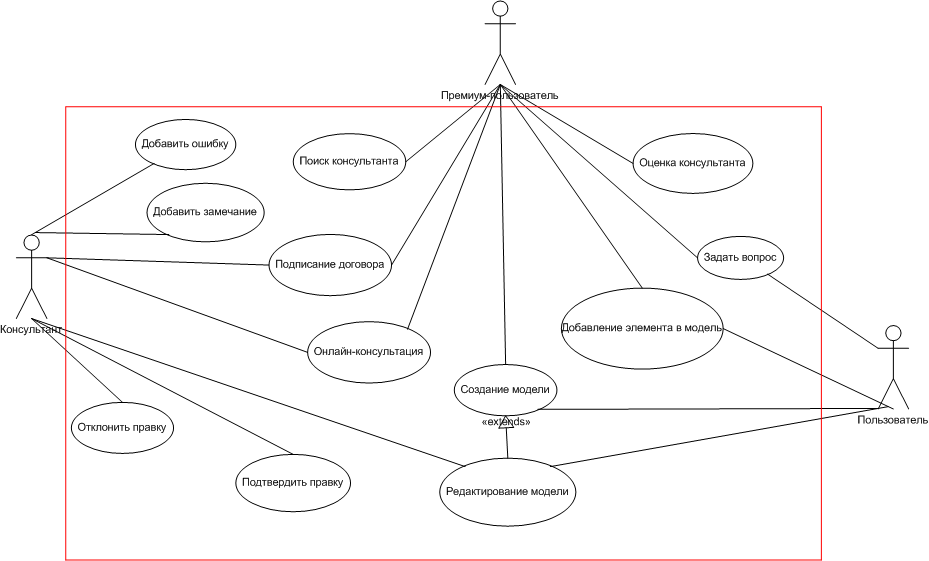 Премиум-пользователь
Добавить ошибку
Поиск консультанта
Оценка консультанта
Добавить замечание
Подписание договора
Задать вопрос
Консультант
Добавление элемента в модель
Онлайн-консультация
Создание модели
Пользователь
«extends»
Отклонить правку
Подтвердить правку
Редактирование модели